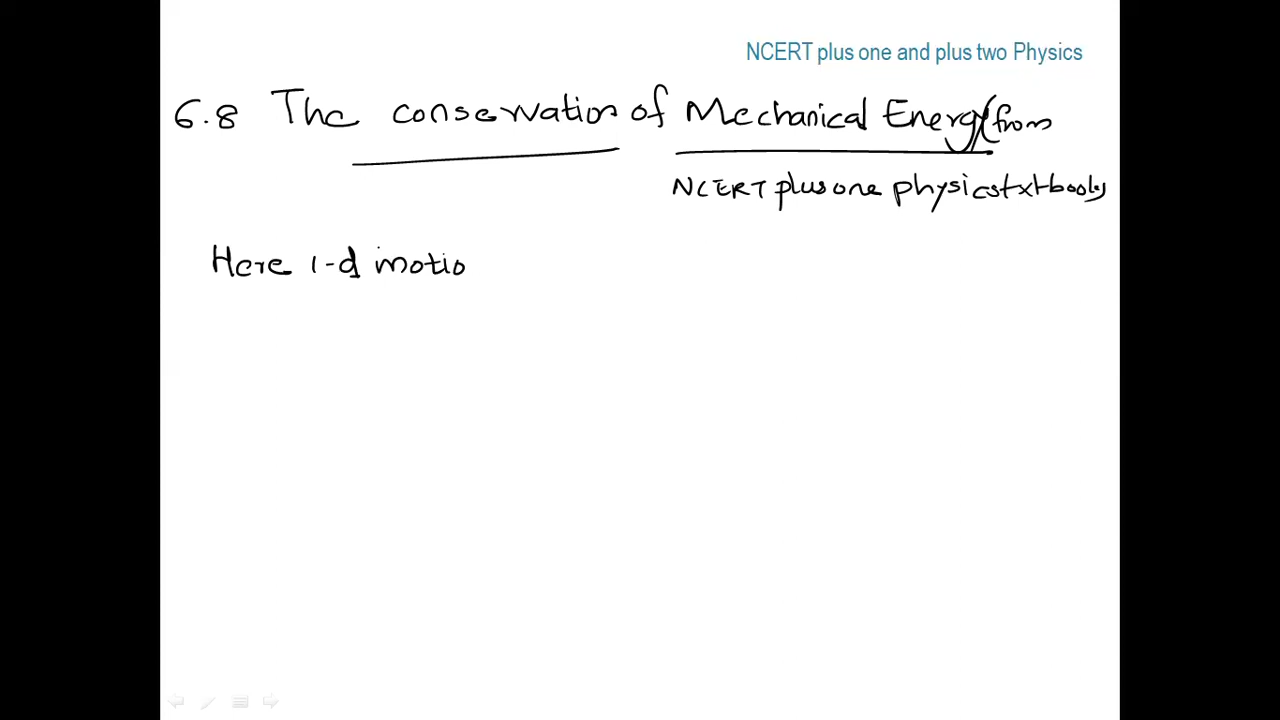 NCERT plus one and plus two Physics
6.8 The conservation of Mechanical Energy (from
NCERT plus one physics txtbook)
Here 1-d motio